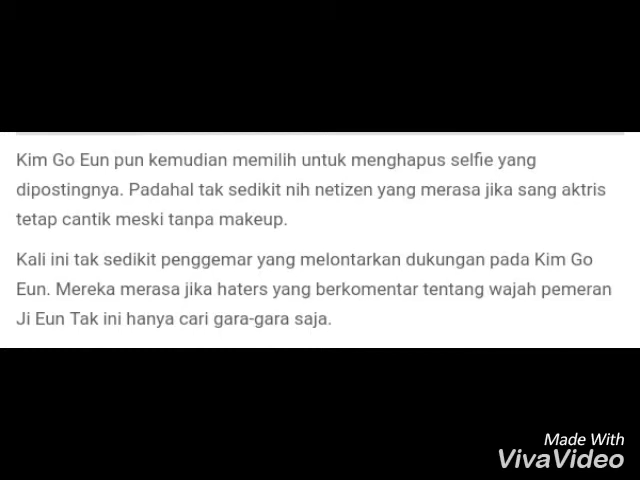 Kim Go Eun pun kemudian memilih untuk menghapus selfie yang
dipostingnya. Padahal tak sedikit nih netizen yang merasa jika sang aktris
tetap cantik meski tanpa makeup.
Kali ini tak sedikit penggemar yang melontarkan dukungan pada Kim Go
Eun. Mereka merasa jika haters yang berkomentar tentang wajah pemeran
Ji Eun Tak ini hanya cari gara-gara saja.
Made With
VivaVideo